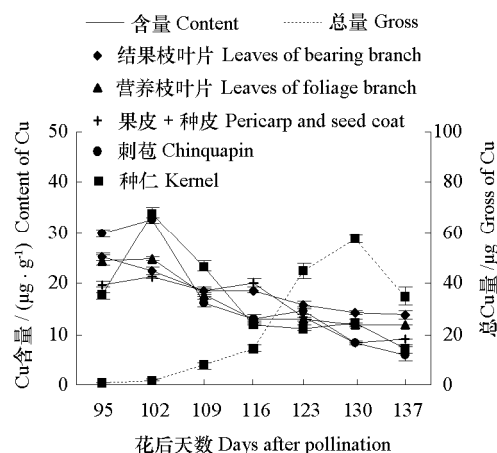 含量 Content 总量 Gross
结果枝叶片 Leaves of bearing branch
营养枝叶片 Leaves of foliage branch
果皮 + 种皮 Pericarp and seed coat
刺苞 Chinquapin
种仁 Kernel
Cu含量 / (μg · g⁻¹) Content of Cu
50
40
30
20
10
0
100
80
60
40
20
0
总Cu量 /μg Gross of Cu
95 102 109 116 123 130 137
花后天数 Days after pollination